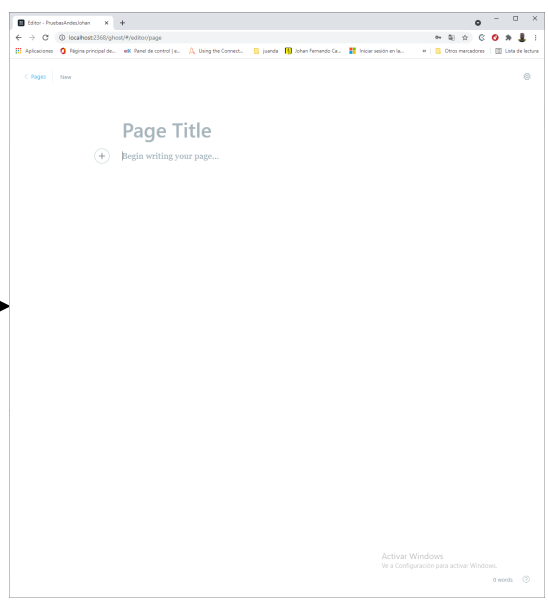 Editor - PruebasAndesJohan
localhost:2368/ghost/#/editor/page
Aplicaciones Página principal de... Panel de control | e... Using the Connect... juanda Johan Fernando Ca... Iniciar sesión en la... » Otros marcadores Lista de lectura
< Pages New
Page Title
Begin writing your page...
Activar Windows
Ve a Configuración para activar Windows.
0 words